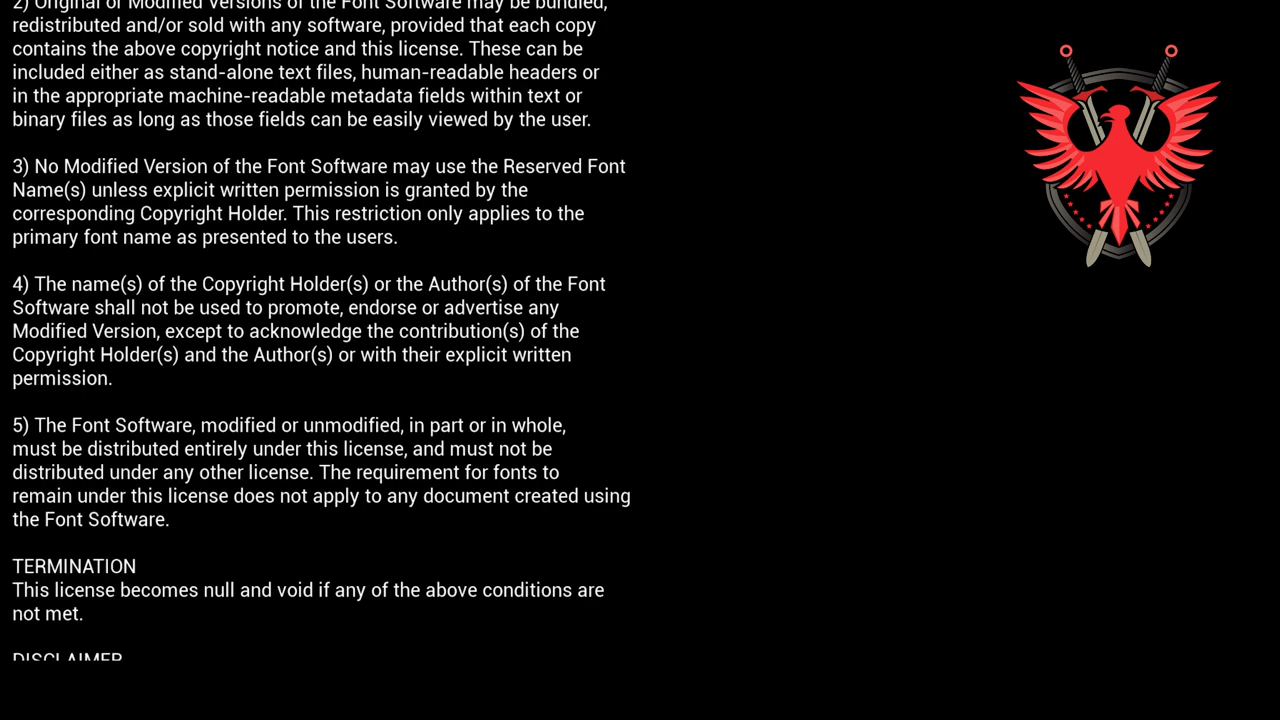 2) Original or Modified Versions of the Font Software may be bundled,
redistributed and/or sold with any software, provided that each copy
contains the above copyright notice and this license. These can be
included either as stand-alone text files, human-readable headers or
in the appropriate machine-readable metadata fields within text or
binary files as long as those fields can be easily viewed by the user.
3) No Modified Version of the Font Software may use the Reserved Font
Name(s) unless explicit written permission is granted by the
corresponding Copyright Holder. This restriction only applies to the
primary font name as presented to the users.
4) The name(s) of the Copyright Holder(s) or the Author(s) of the Font
Software shall not be used to promote, endorse or advertise any
Modified Version, except to acknowledge the contribution(s) of the
Copyright Holder(s) and the Author(s) or with their explicit written
permission.
5) The Font Software, modified or unmodified, in part or in whole,
must be distributed entirely under this license, and must not be
distributed under any other license. The requirement for fonts to
remain under this license does not apply to any document created using
the Font Software.
TERMINATION
This license becomes null and void if any of the above conditions are
not met.
DISCLAIMER